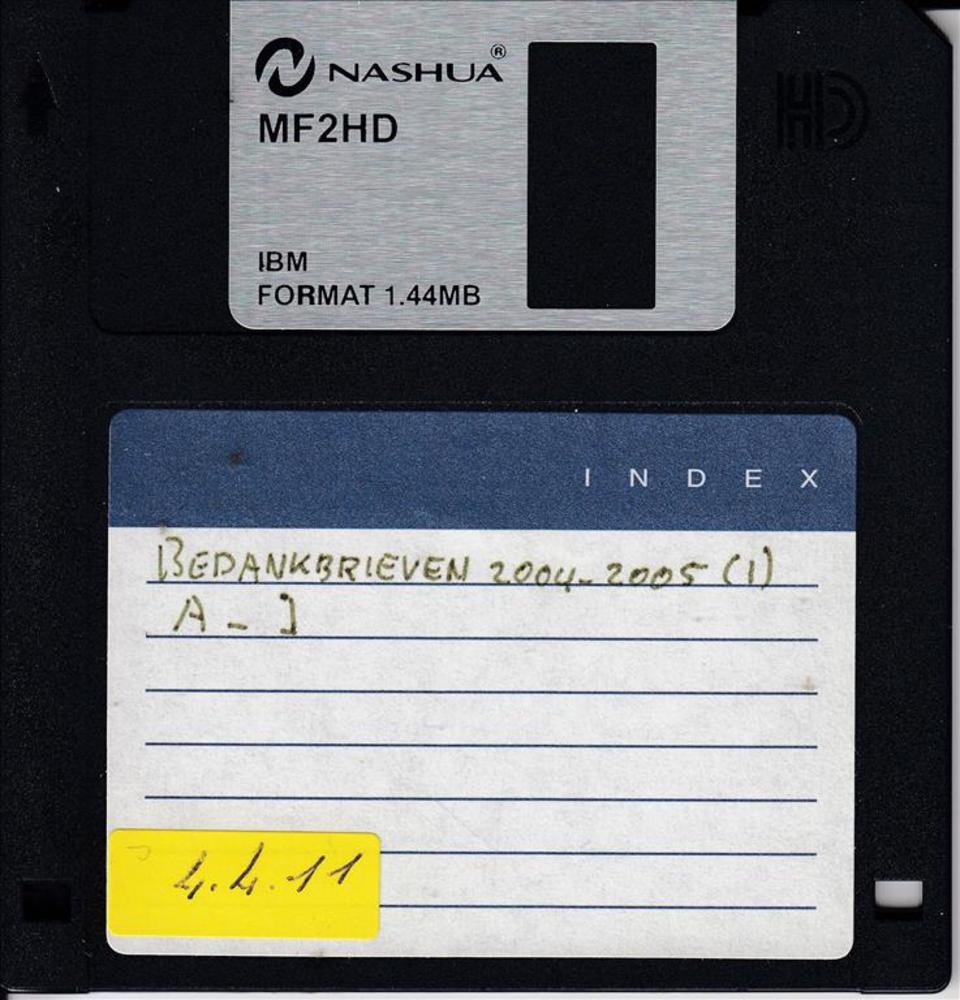 NASHUA®
MF2HD
HD
IBM
FORMAT 1.44MB
INDEX
BEDANKBRIEVEN 2004-2005 (1)
A - J
4.4.11